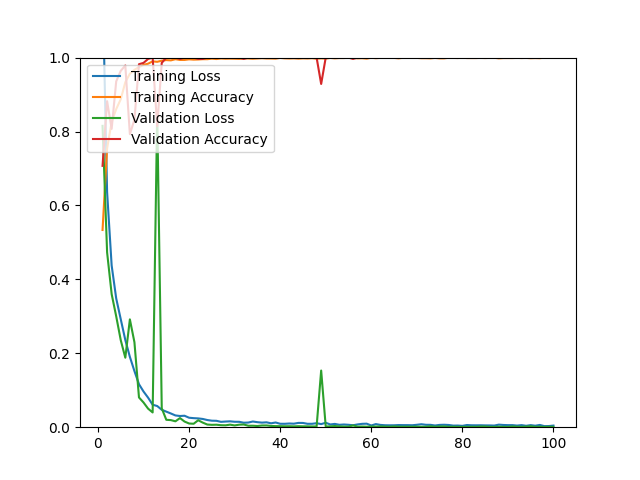 1.0
0.8
0.6
0.4
0.2
0.0
Training Loss
Training Accuracy
Validation Loss
Validation Accuracy
0 20 40 60 80 100